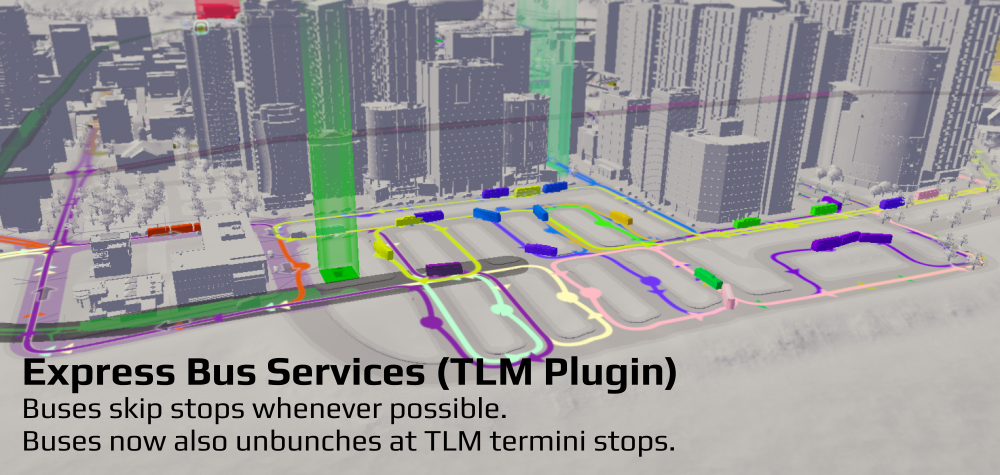 Express Bus Services (TLM Plugin)
Buses skip stops whenever possible.
Buses now also unbunches at TLM termini stops.